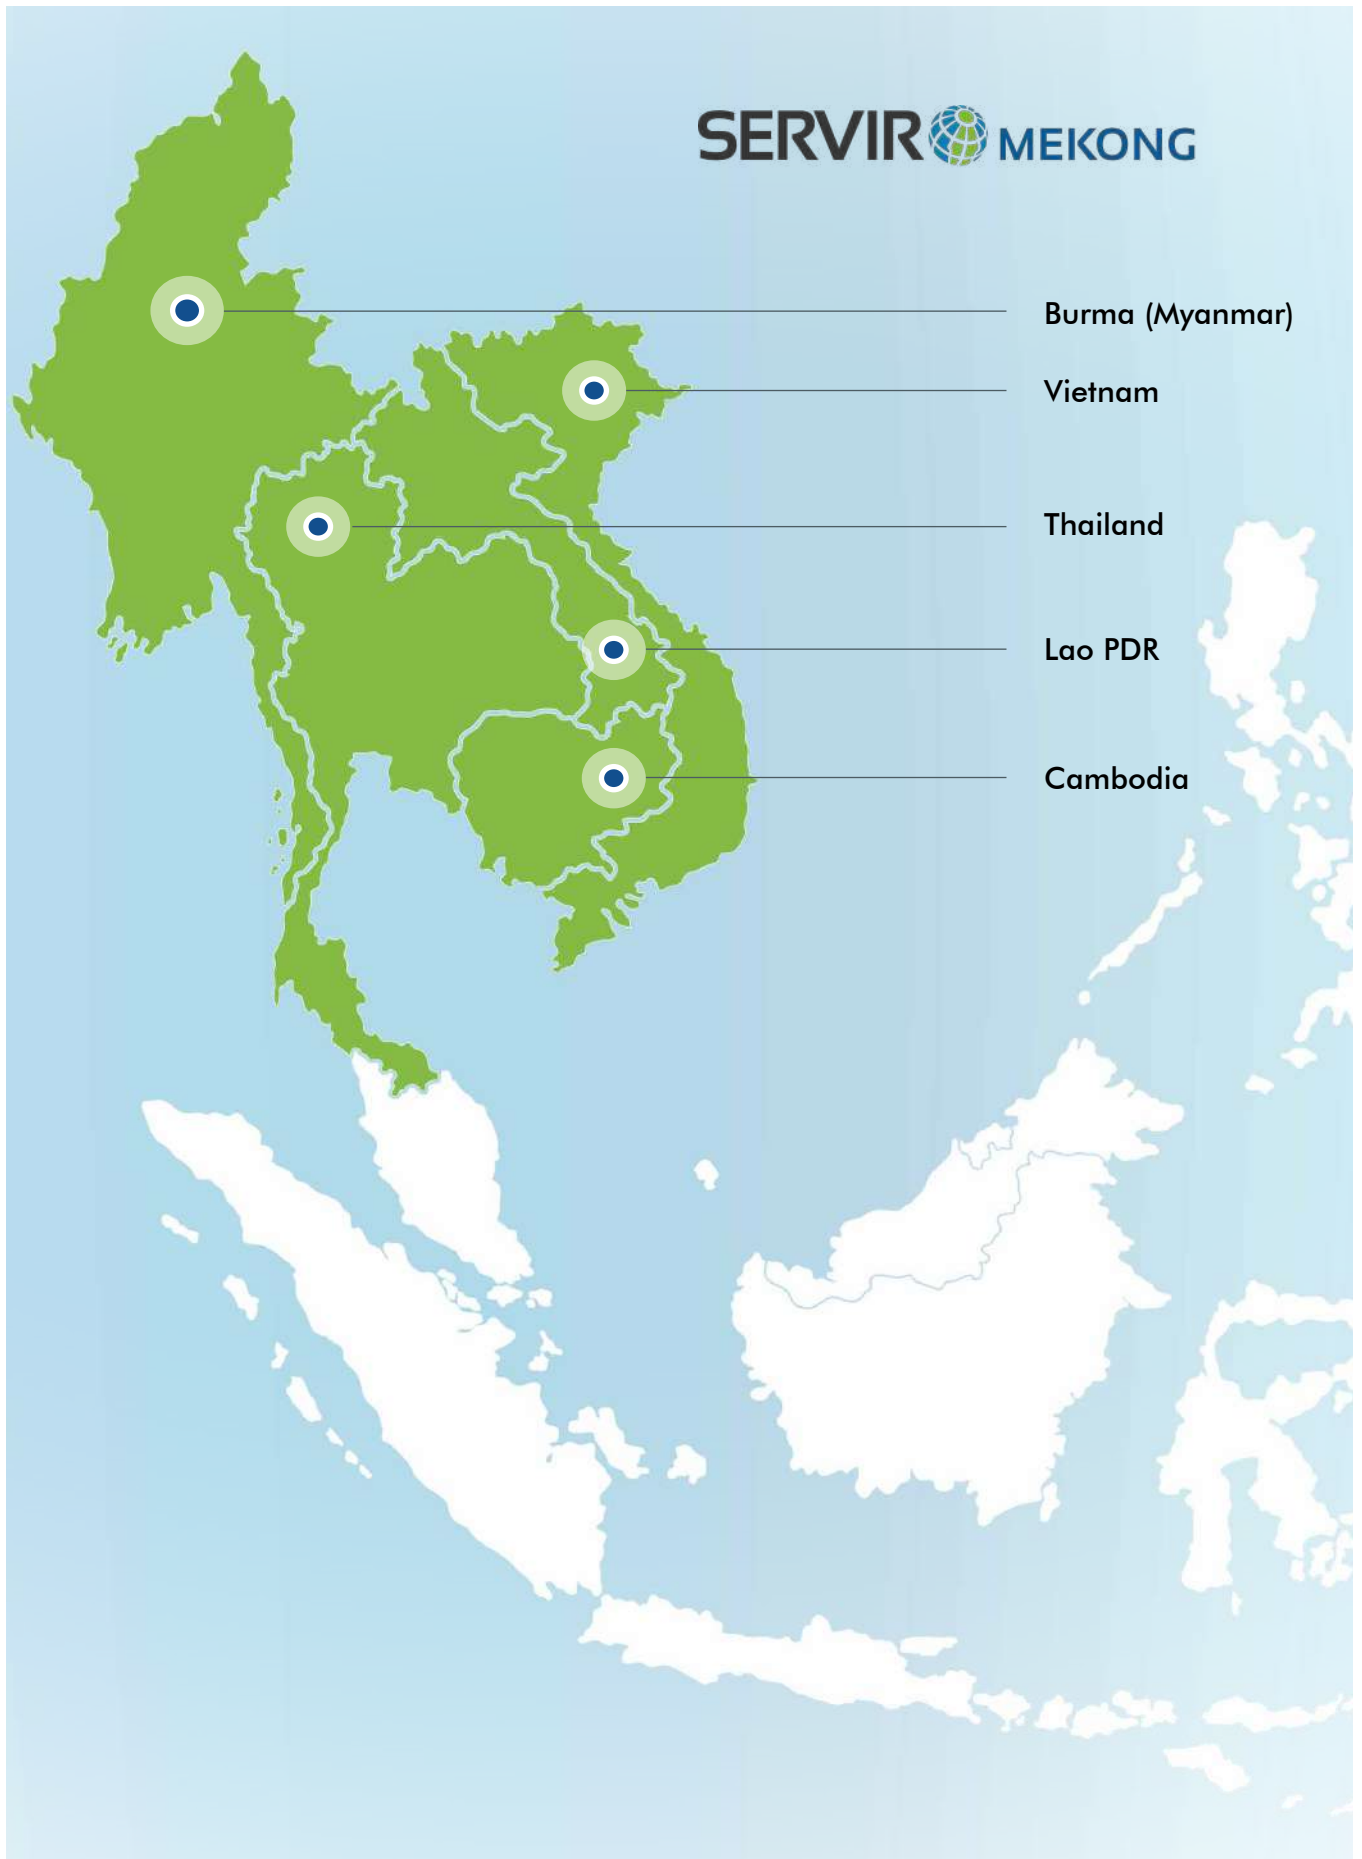 SERVIR MEKONG
Burma (Myanmar)
Vietnam
Thailand
Lao PDR
Cambodia